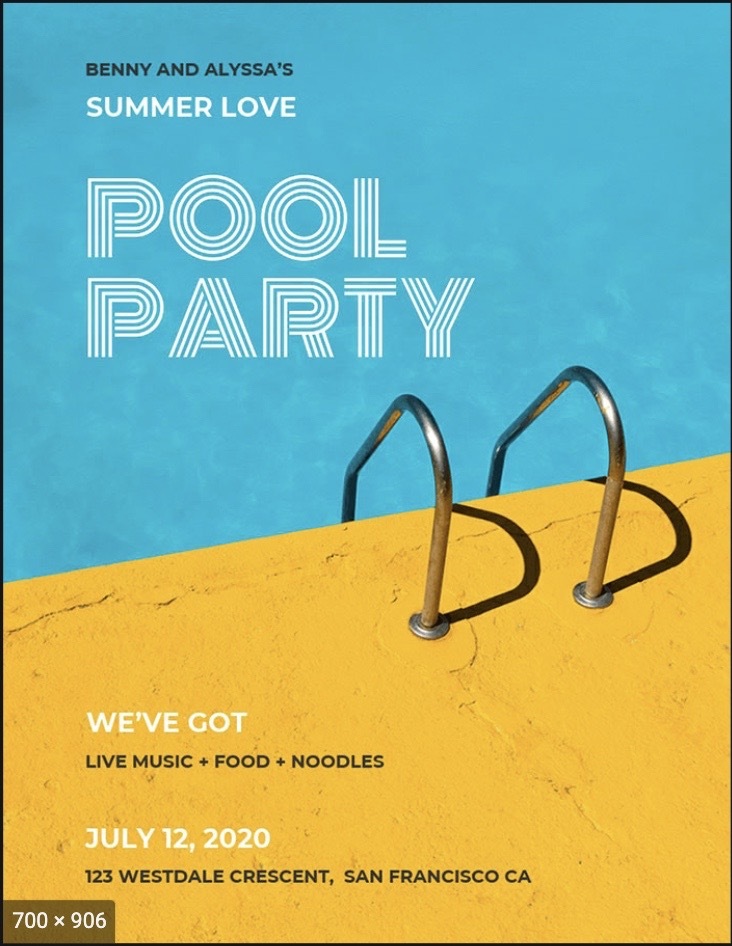 BENNY AND ALYSSA’S
SUMMER LOVE
POOL
PARTY
WE’VE GOT
LIVE MUSIC + FOOD + NOODLES
JULY 12, 2020
123 WESTDALE CRESCENT, SAN FRANCISCO CA
700 × 906